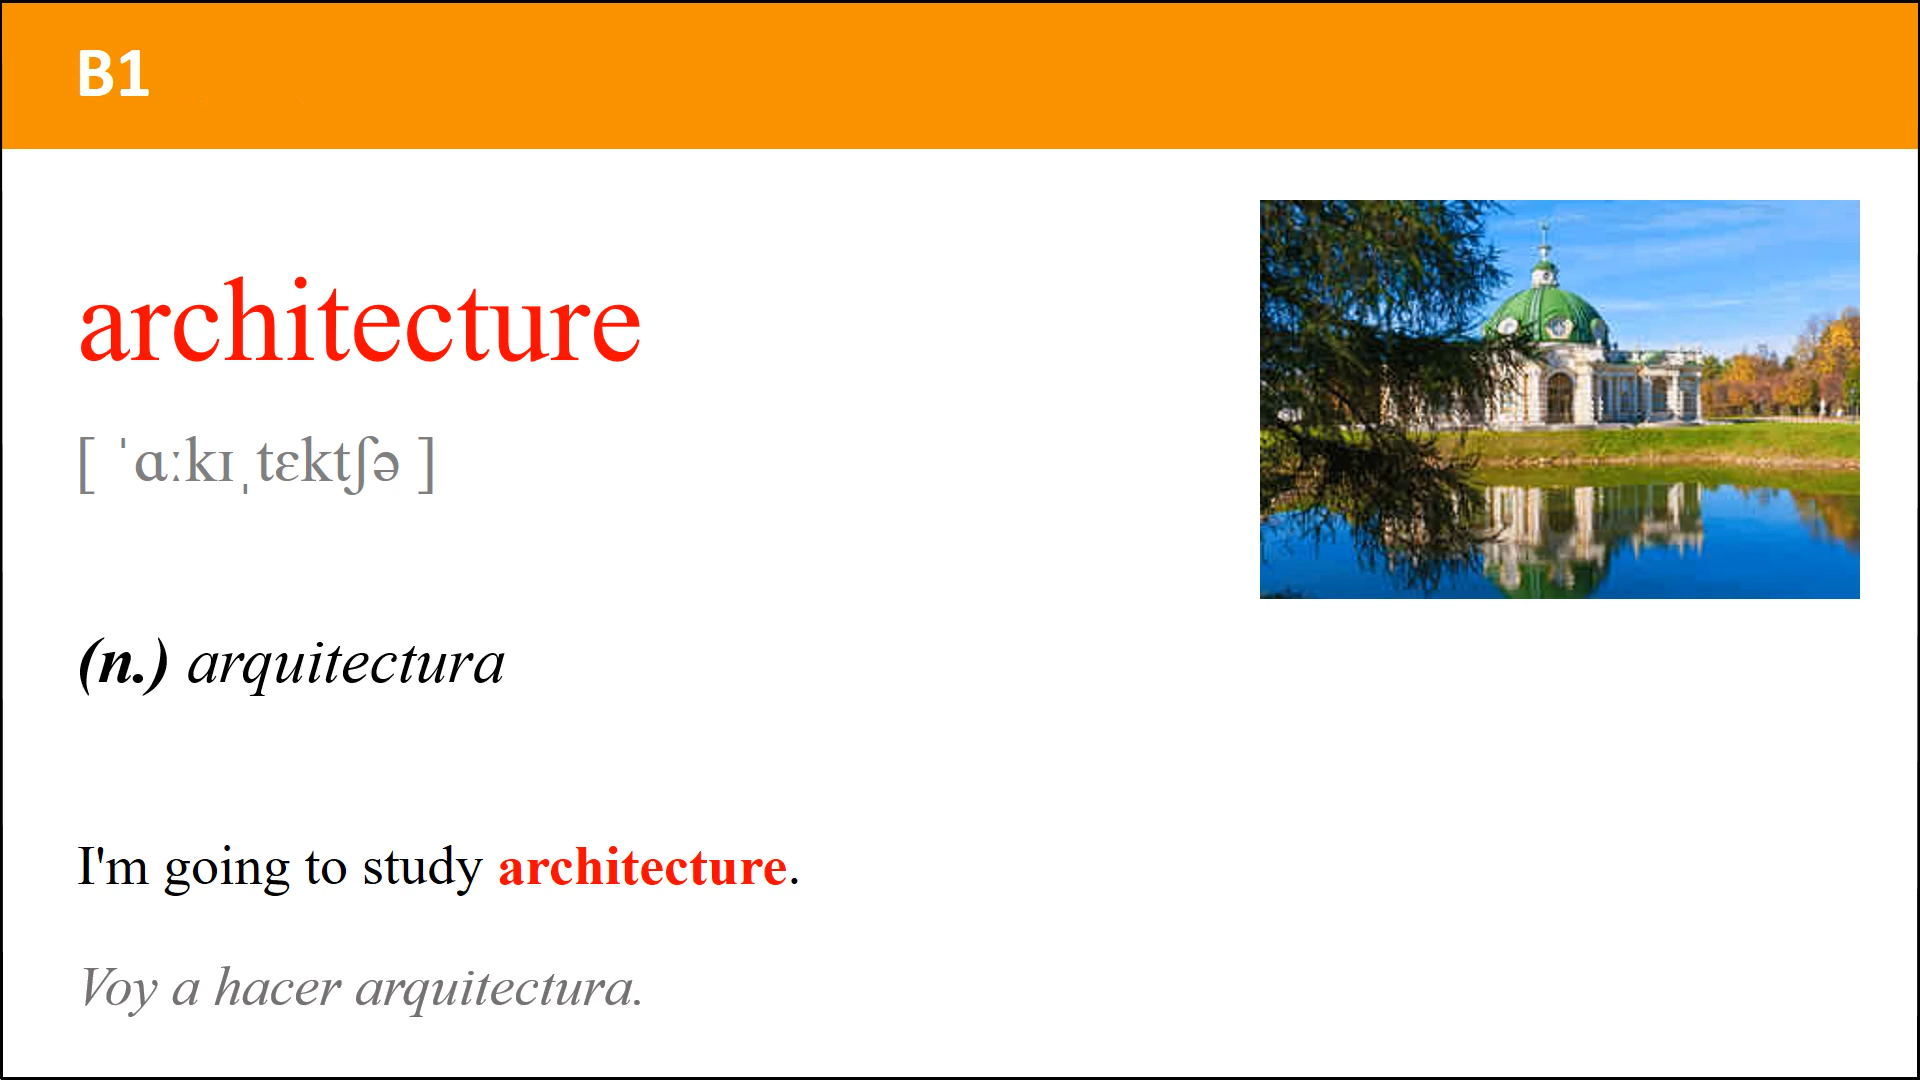 B1
architecture
[ ˈɑːkɪˌtɛktʃə ]
(n.) arquitectura
I'm going to study architecture.
Voy a hacer arquitectura.